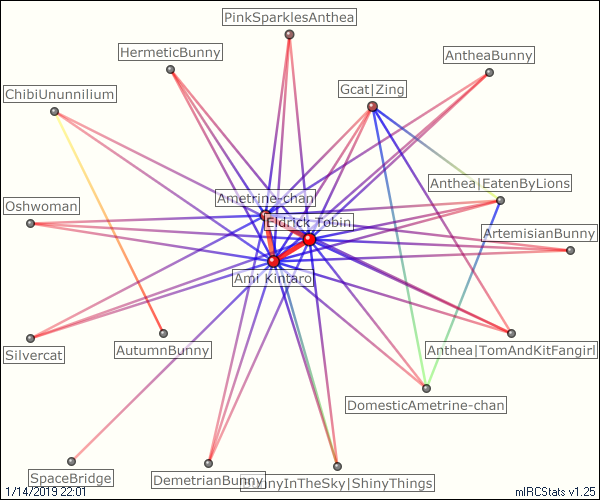 PinkSparklesAnthea
HermeticBunny
AntheaBunny
Gcat|Zing
ChibiUnunnilium
Anthea|EatenByLions
Ametrine-chan
Oshwoman
Eldrick Tobin
ArtemisianBunny
Ami Kintaro
Silvercat
AutumnBunny
Anthea|TomAndKitFangirl
DomesticAmetrine-chan
SpaceBridge
DemetrianBunny
nnyInTheSky|ShinyThings
1/14/2019 22:01
mIRCStats v1.25